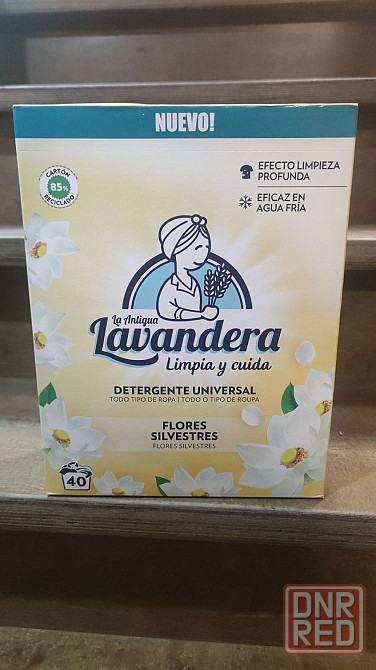 NUEVO!
CARTÓN
85%
RECICLADO
EFECTO LIMPIEZA
PROFUNDA
EFICAZ EN
AGUA FRÍA
La Antigua
Lavandera
Limpia y cuida
DETERGENTE UNIVERSAL
TODO TIPO DE ROPA | TODO O TIPO DE ROUPA
FLORES
SILVESTRES
FLORES SILVESTRES
40
DNR
RED